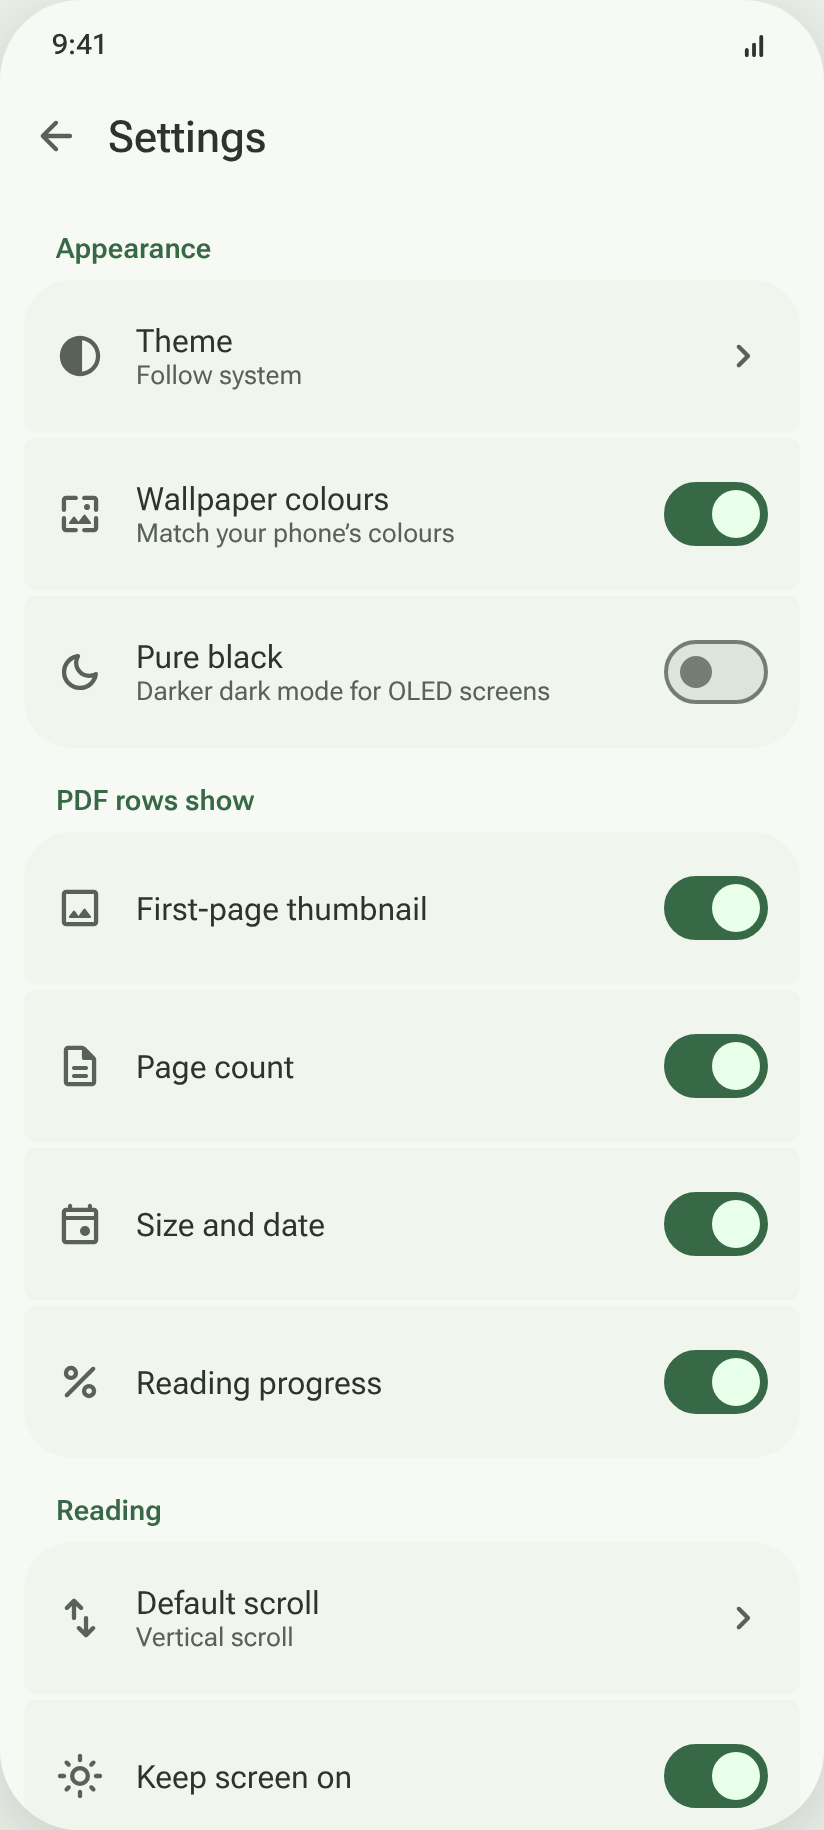 9:41
Settings
Appearance
Theme
Follow system
Wallpaper colours
Match your phone’s colours
Pure black
Darker dark mode for OLED screens
PDF rows show
First-page thumbnail
Page count
Size and date
Reading progress
Reading
Default scroll
Vertical scroll
Keep screen on